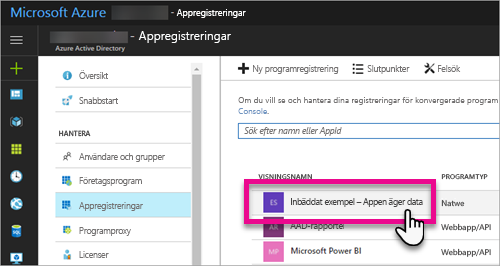 Microsoft Azure - Appregistreringar
- Appregistreringar
Azure Active Directory
Översikt
Snabbstart
HANTERA
Användare och grupper
Företagsprogram
Appregistreringar
Programproxy
Licenser
Ny programregistrering Slutpunkter Felsök
Om du vill se och hantera dina registreringar för konvergerade program
Console.
Sök efter namn eller AppId
VISNINGSNAMN PROGRAMTYP
ES Inbäddat exempel – Appen äger data Natwe
AR AAD-rapporter Webbapp/API
MP Microsoft Power BI Webbapp/API